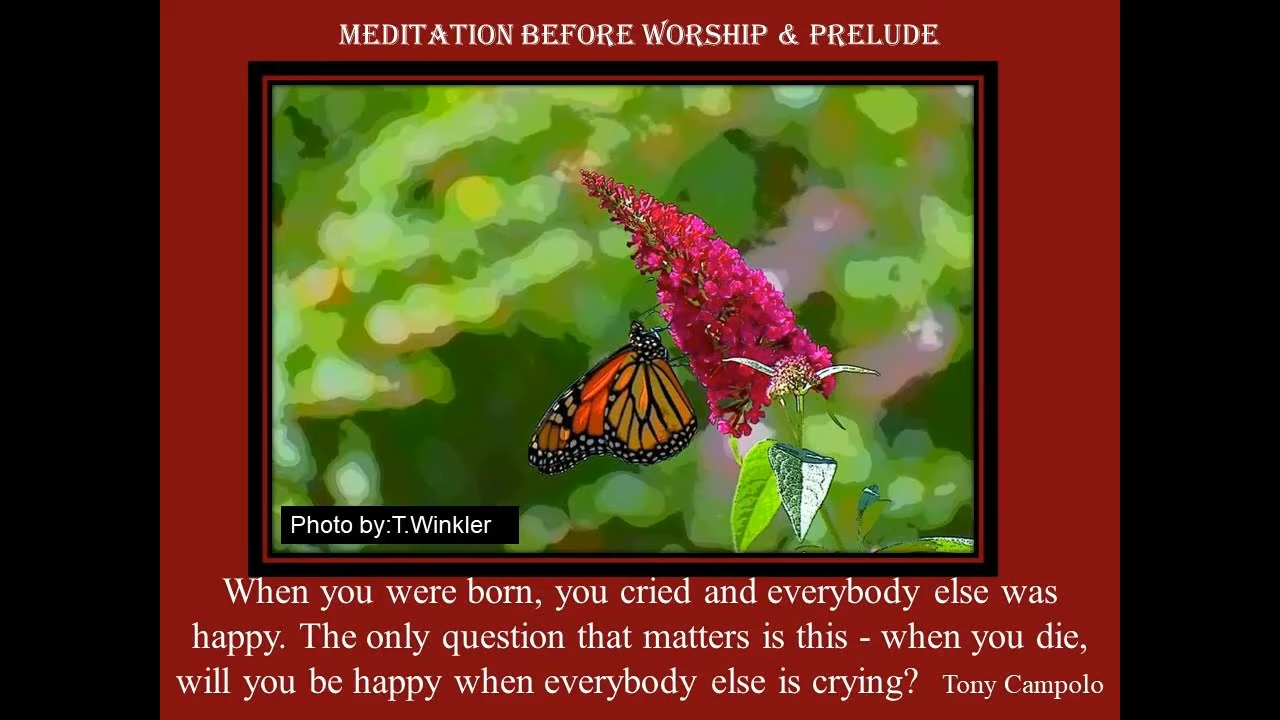 MEDITATION BEFORE WORSHIP & PRELUDE
Photo by:T.Winkler
When you were born, you cried and everybody else was
happy. The only question that matters is this - when you die,
will you be happy when everybody else is crying? Tony Campolo